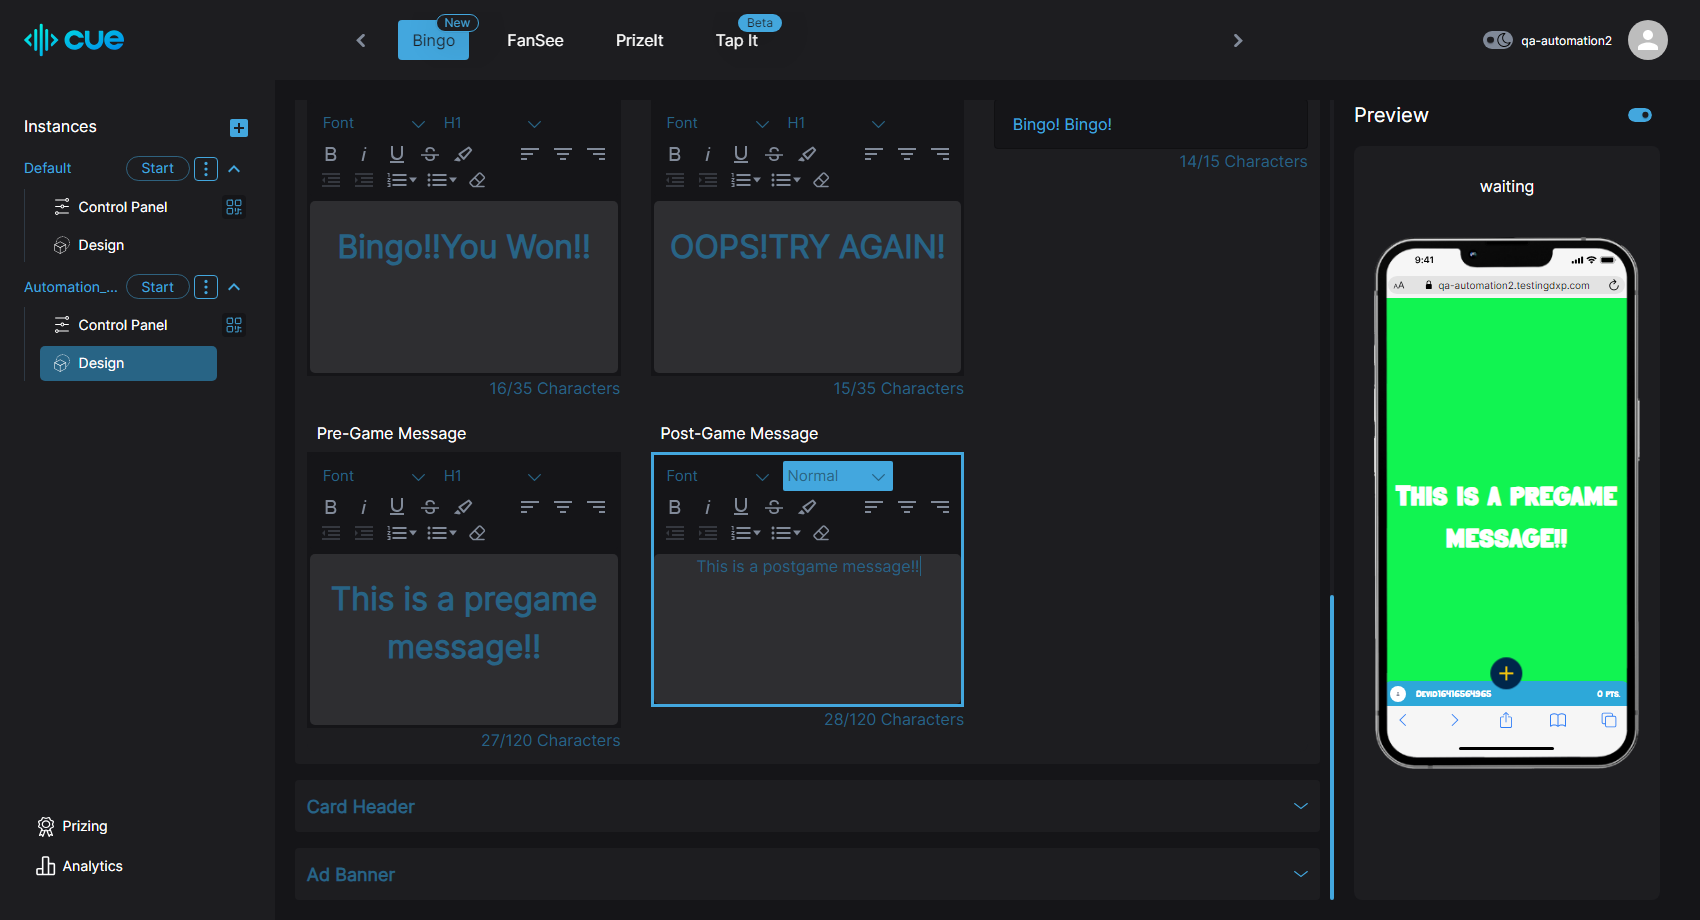 cue
Bingo
New
FanSee
PrizeIt
Tap It
Beta
qa-automation2
Instances
Default
Start
Control Panel
Design
Automation_...
Start
Control Panel
Design
Prizing
Analytics
Font
H1
Bingo!!You Won!!
16/35 Characters
Font
H1
OOPS!TRY AGAIN!
15/35 Characters
Bingo! Bingo!
14/15 Characters
Pre-Game Message
Font
H1
This is a pregame
message!!
27/120 Characters
Post-Game Message
Font
Normal
This is a postgame message!!
28/120 Characters
Card Header
Ad Banner
Preview
waiting
9:41
AA
qa-automation2.testingdxp.com
THIS IS A PREGAME
MESSAGE!!
DEVID16416564965
0 PTS.